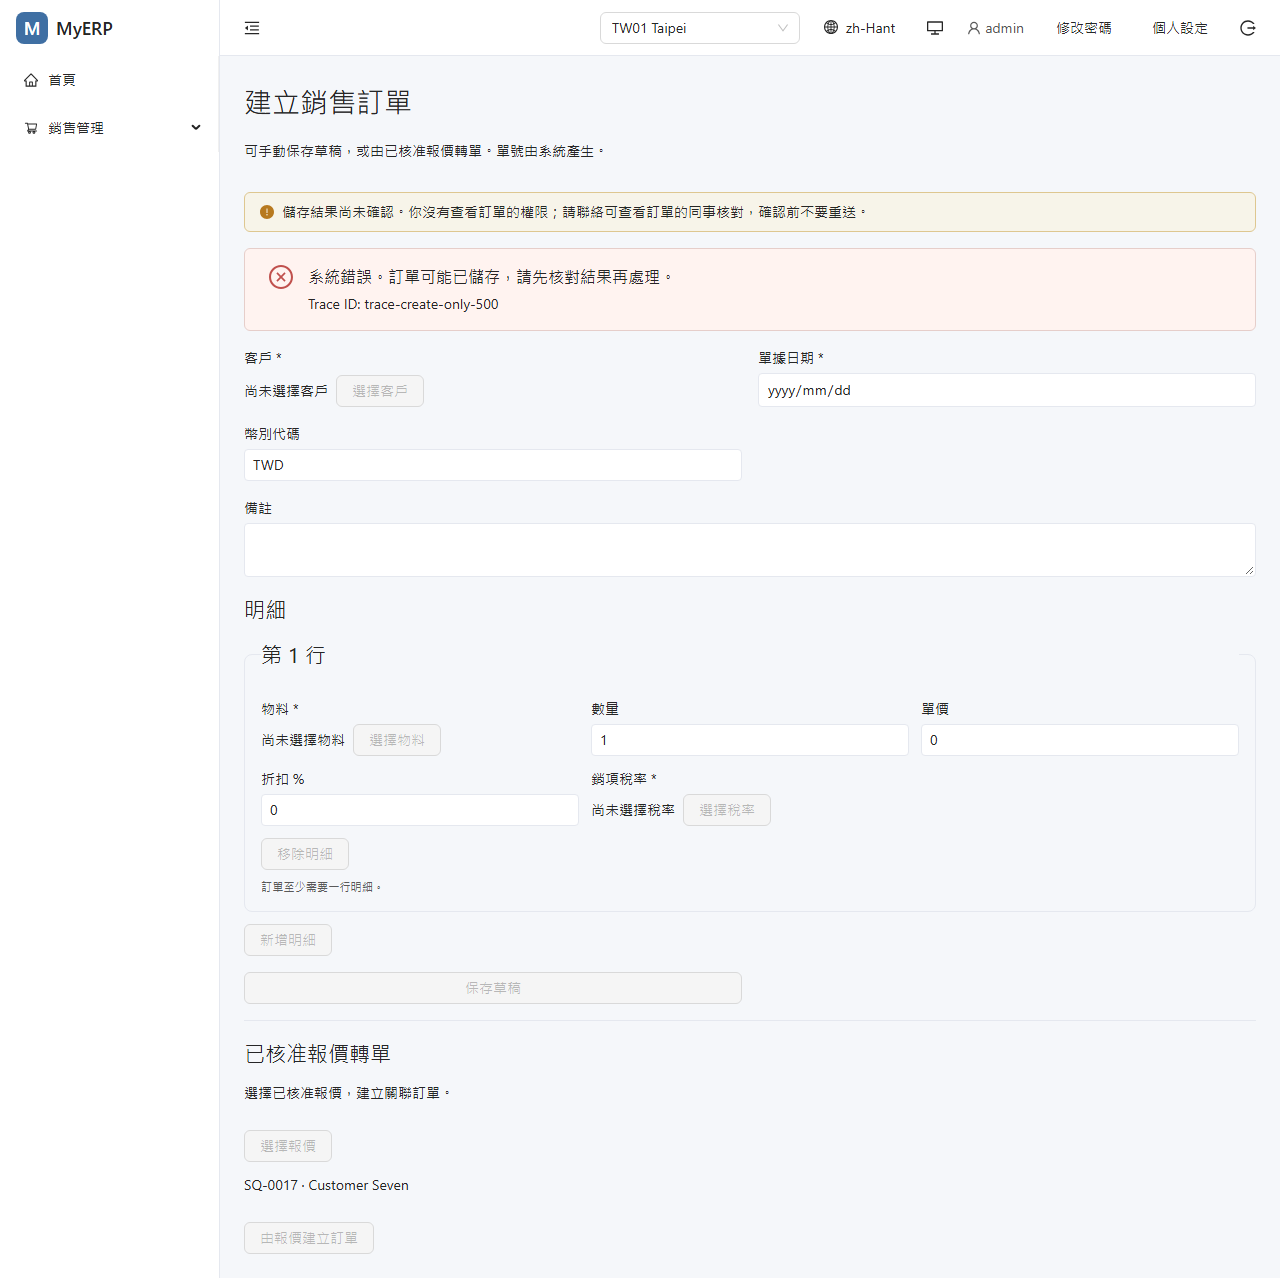 M MyERP
TW01 Taipei
zh-Hant
admin
修改密碼
個人設定
首頁
銷售管理
建立銷售訂單
可手動保存草稿，或由已核准報價轉單。單號由系統產生。
儲存結果尚未確認。你沒有查看訂單的權限；請聯絡可查看訂單的同事核對，確認前不要重送。
系統錯誤。訂單可能已儲存，請先核對結果再處理。
Trace ID: trace-create-only-500
客戶 *
單據日期 *
尚未選擇客戶 選擇客戶
yyyy/mm/dd
幣別代碼
TWD
備註
明細
第 1 行
物料 *
數量
單價
尚未選擇物料 選擇物料
1
0
折扣 %
銷項稅率 *
0
尚未選擇稅率 選擇稅率
移除明細
訂單至少需要一行明細。
新增明細
保存草稿
已核准報價轉單
選擇已核准報價，建立關聯訂單。
選擇報價
SQ-0017 · Customer Seven
由報價建立訂單